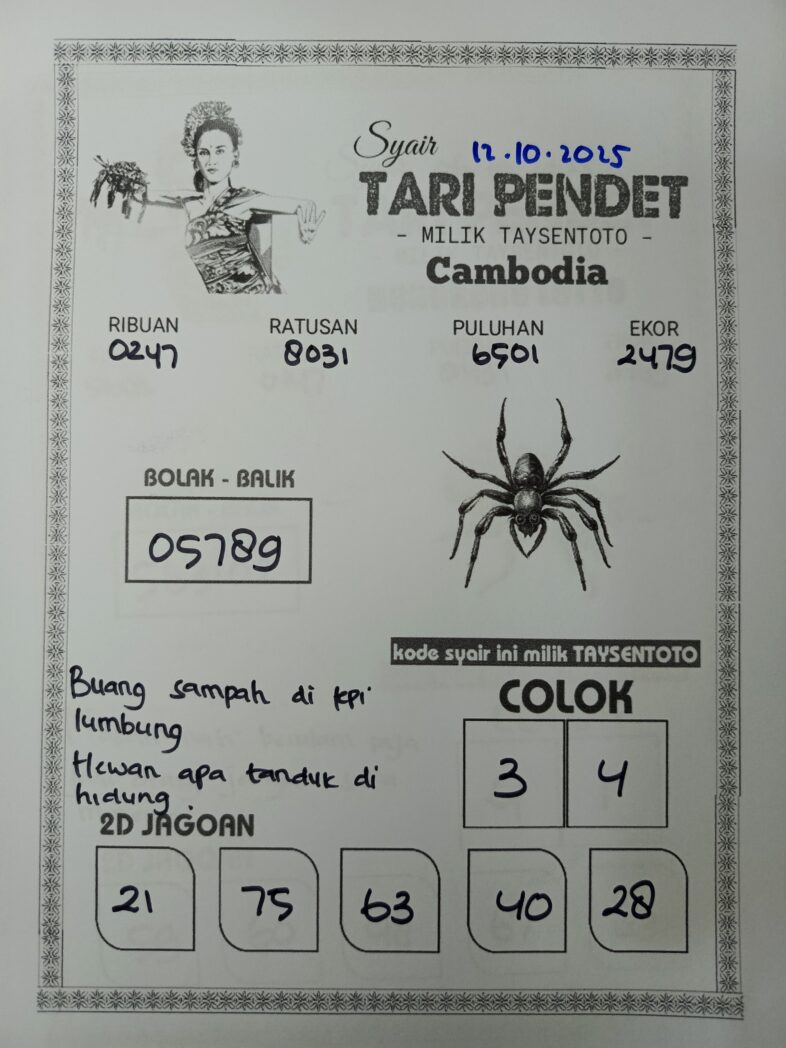 Syair 12.10.2025
TARI PENDET
- MILIK TAYSENTOTO -
Cambodia
RIBUAN RATUSAN PULUHAN EKOR
0247 8031 6501 2479
BOLAK - BALIK
05789
kode syair ini milik TAYSENTOTO
COLOK
3 4
Buang sampah di tepi
lumbung
Hewan apa tanduk di
hidung.
2D JAGOAN
21 75 63 40 28